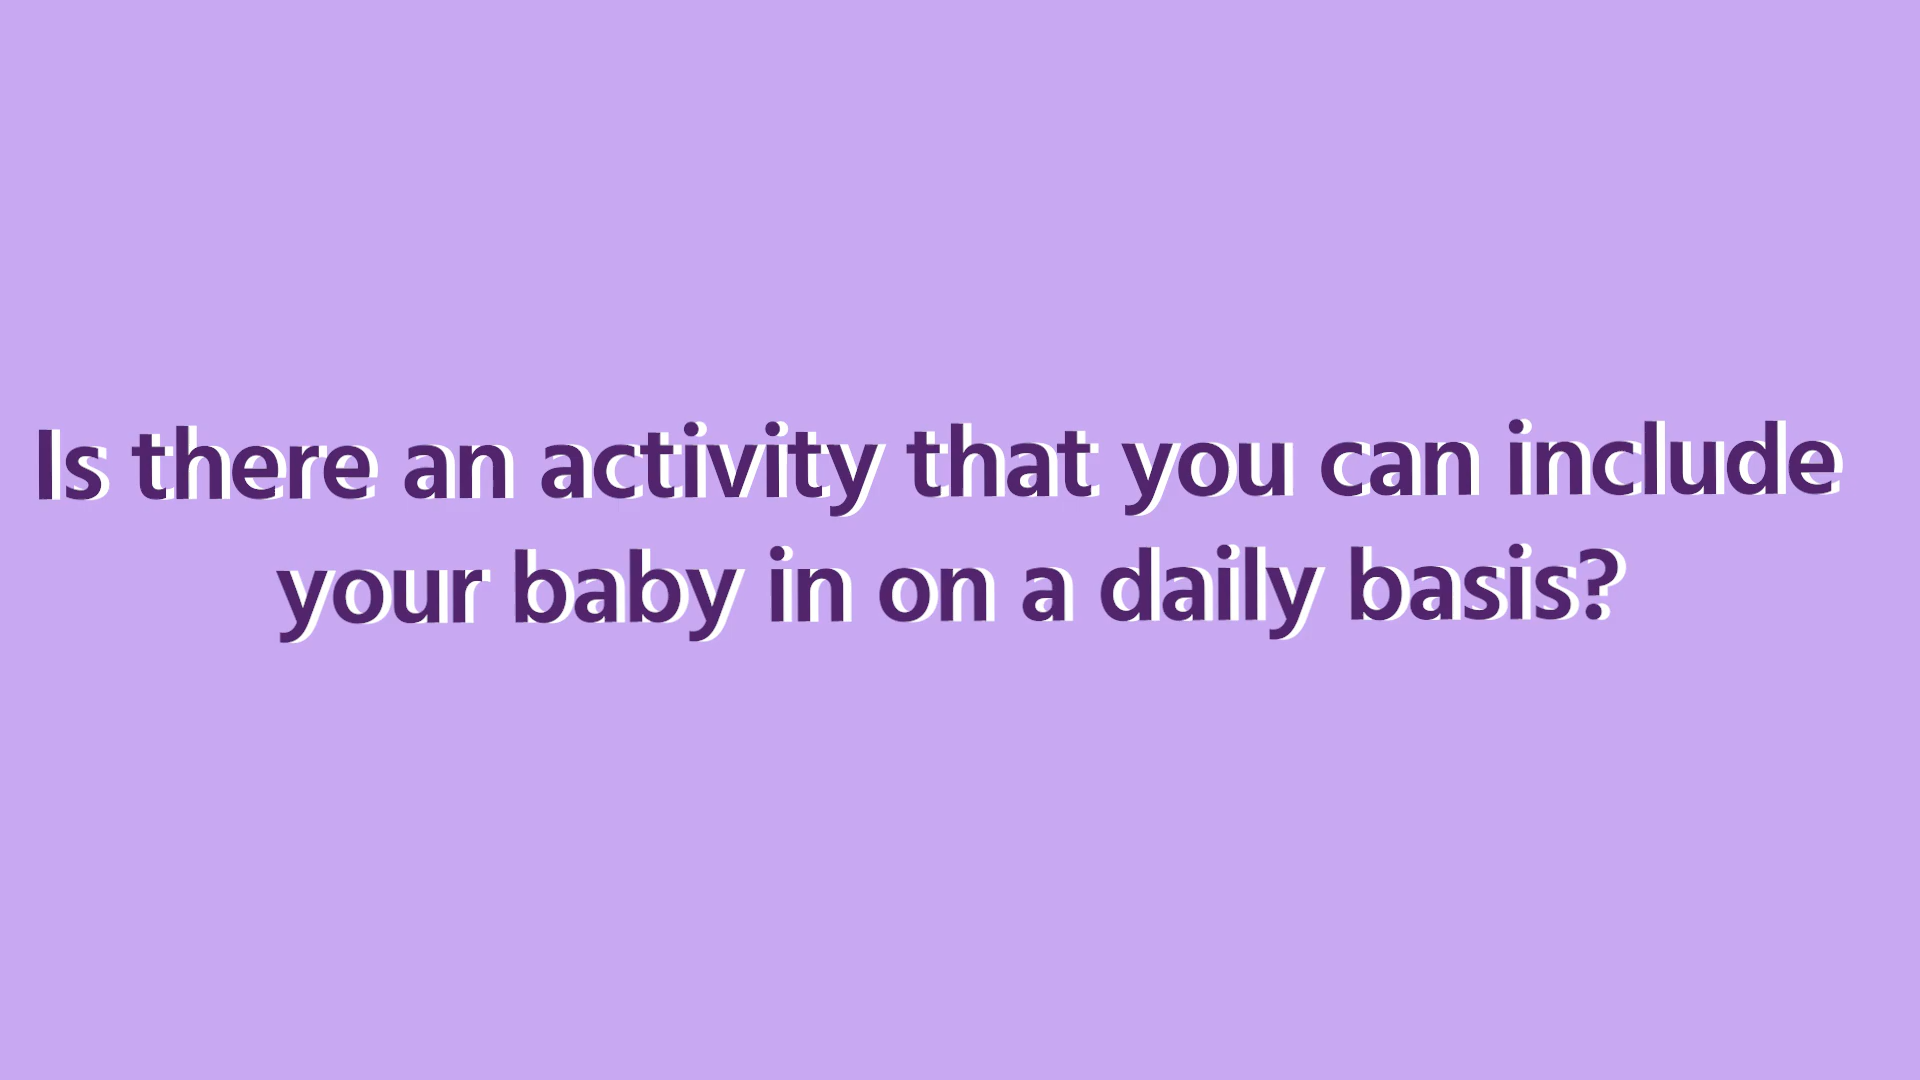 Is there an activity that you can include
your baby in on a daily basis?